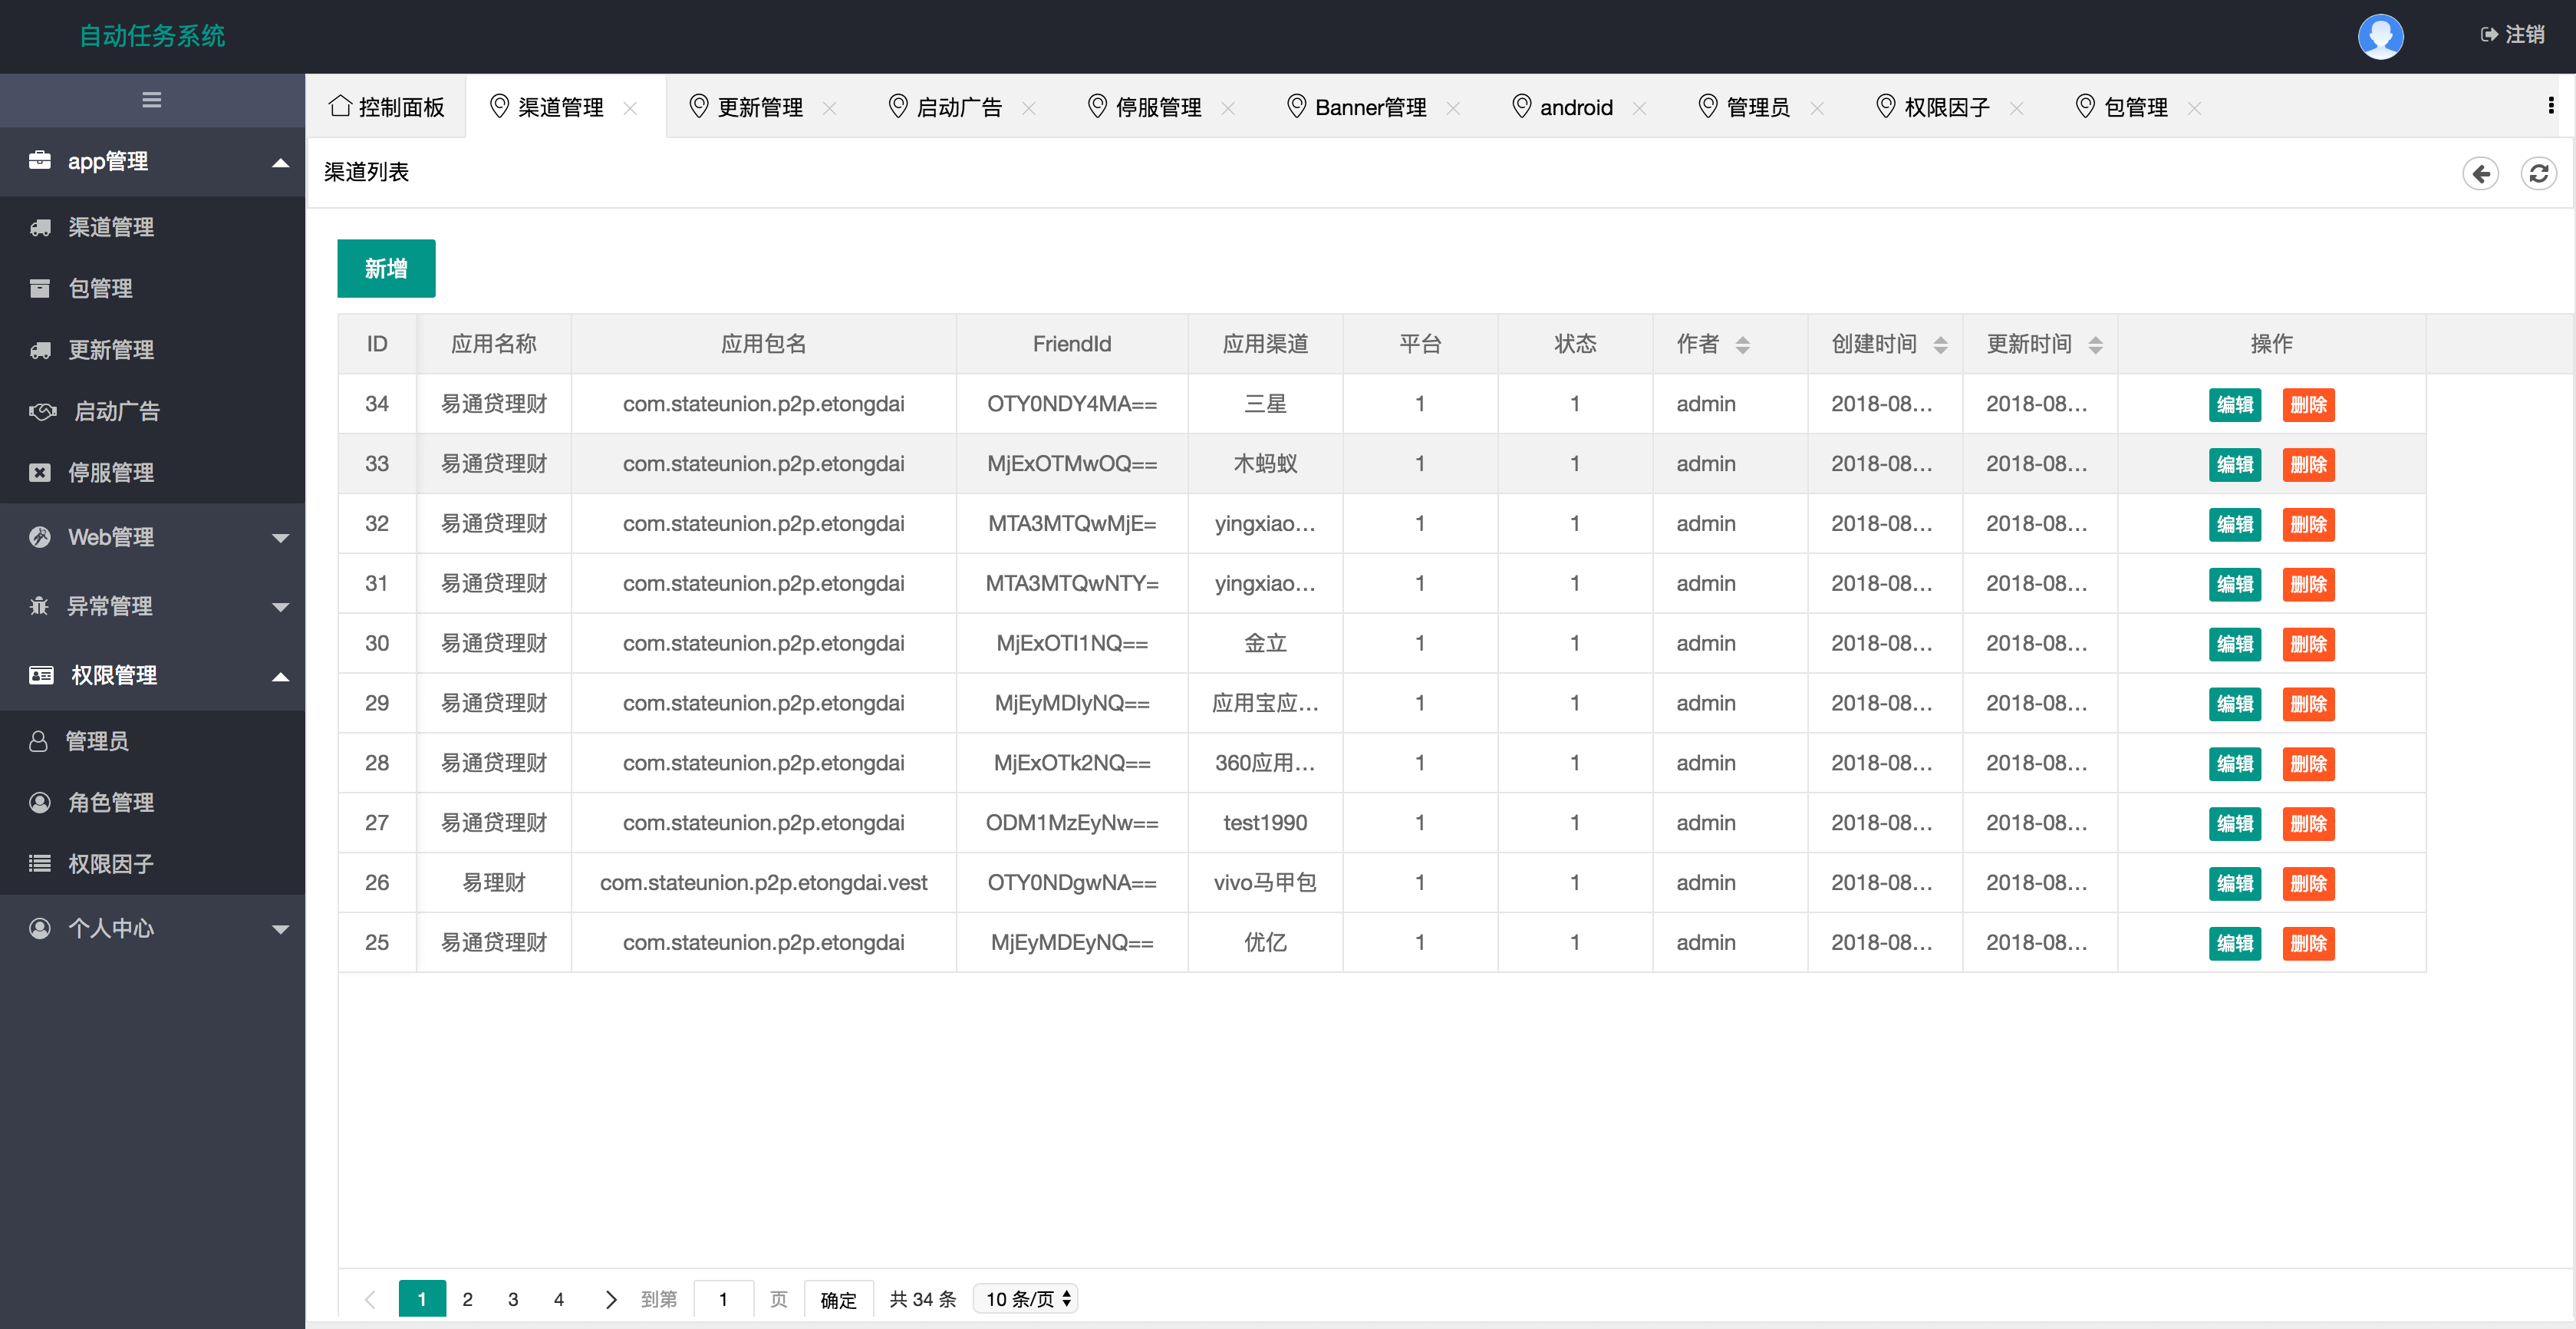 自动任务系统
注销
控制面板 渠道管理 更新管理 启动广告 停服管理 Banner管理 android 管理员 权限因子 包管理
app管理
渠道管理
包管理
更新管理
启动广告
停服管理
Web管理
异常管理
权限管理
管理员
角色管理
权限因子
个人中心
渠道列表
新增
ID 应用名称 应用包名 FriendId 应用渠道 平台 状态 作者 创建时间 更新时间 操作
34 易通贷理财 com.stateunion.p2p.etongdai OTY0NDY4MA== 三星 1 1 admin 2018-08... 2018-08... 编辑 删除
33 易通贷理财 com.stateunion.p2p.etongdai MjExOTMwOQ== 木蚂蚁 1 1 admin 2018-08... 2018-08... 编辑 删除
32 易通贷理财 com.stateunion.p2p.etongdai MTA3MTQwMjE= yingxiao... 1 1 admin 2018-08... 2018-08... 编辑 删除
31 易通贷理财 com.stateunion.p2p.etongdai MTA3MTQwNTY= yingxiao... 1 1 admin 2018-08... 2018-08... 编辑 删除
30 易通贷理财 com.stateunion.p2p.etongdai MjExOTI1NQ== 金立 1 1 admin 2018-08... 2018-08... 编辑 删除
29 易通贷理财 com.stateunion.p2p.etongdai MjEyMDIyNQ== 应用宝应... 1 1 admin 2018-08... 2018-08... 编辑 删除
28 易通贷理财 com.stateunion.p2p.etongdai MjExOTk2NQ== 360应用... 1 1 admin 2018-08... 2018-08... 编辑 删除
27 易通贷理财 com.stateunion.p2p.etongdai ODM1MzEyNw== test1990 1 1 admin 2018-08... 2018-08... 编辑 删除
26 易理财 com.stateunion.p2p.etongdai.vest OTY0NDgwNA== vivo马甲包 1 1 admin 2018-08... 2018-08... 编辑 删除
25 易通贷理财 com.stateunion.p2p.etongdai MjEyMDEyNQ== 优亿 1 1 admin 2018-08... 2018-08... 编辑 删除
1 2 3 4 到第 1 页 确定 共 34 条 10 条/页